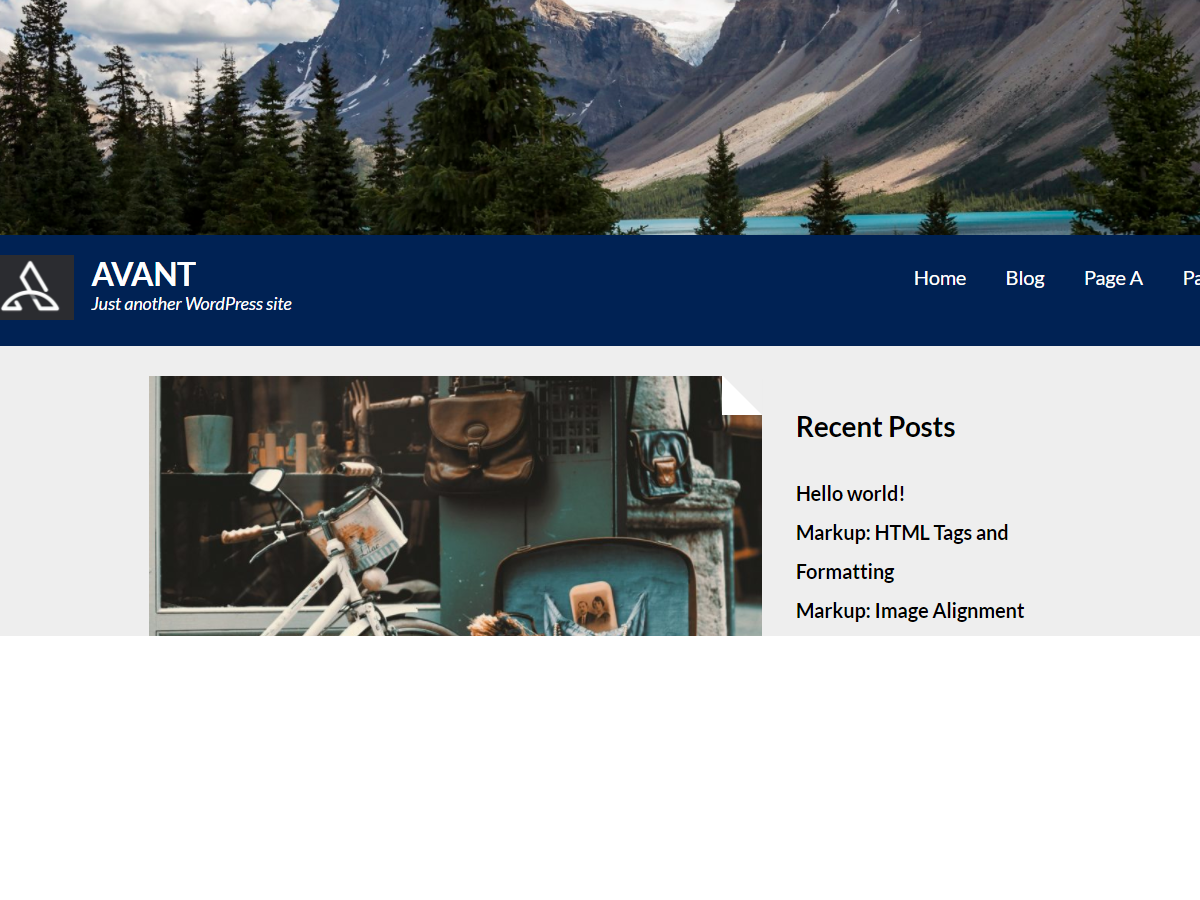 AVANT
Just another WordPress site
Home Blog Page A Pa
Recent Posts
Hello world!
Markup: HTML Tags and
Formatting
Markup: Image Alignment